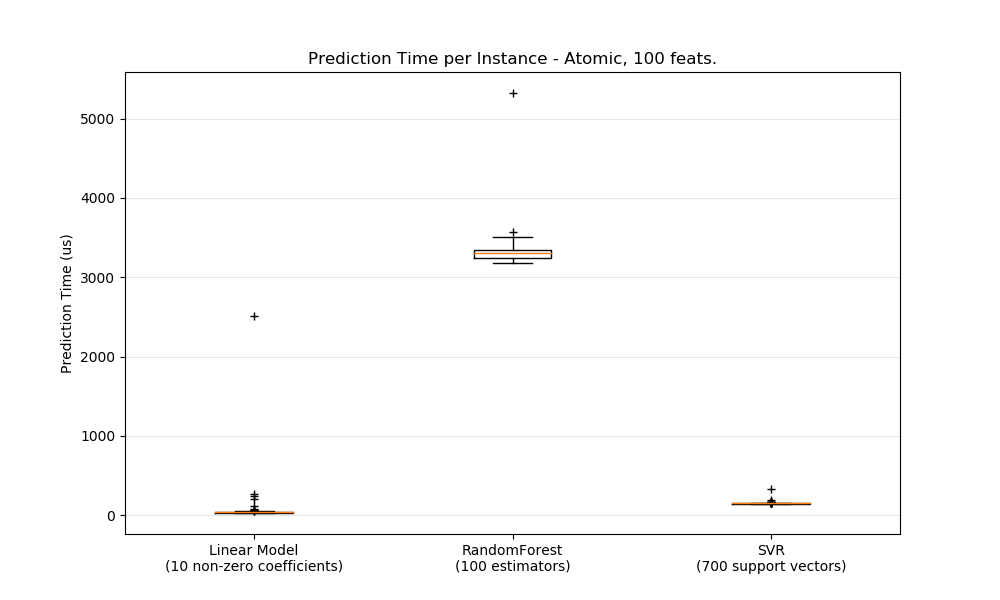 Prediction Time per Instance - Atomic, 100 feats.
Prediction Time (us)
5000
4000
3000
2000
1000
0
Linear Model
(10 non-zero coefficients)
RandomForest
(100 estimators)
SVR
(700 support vectors)